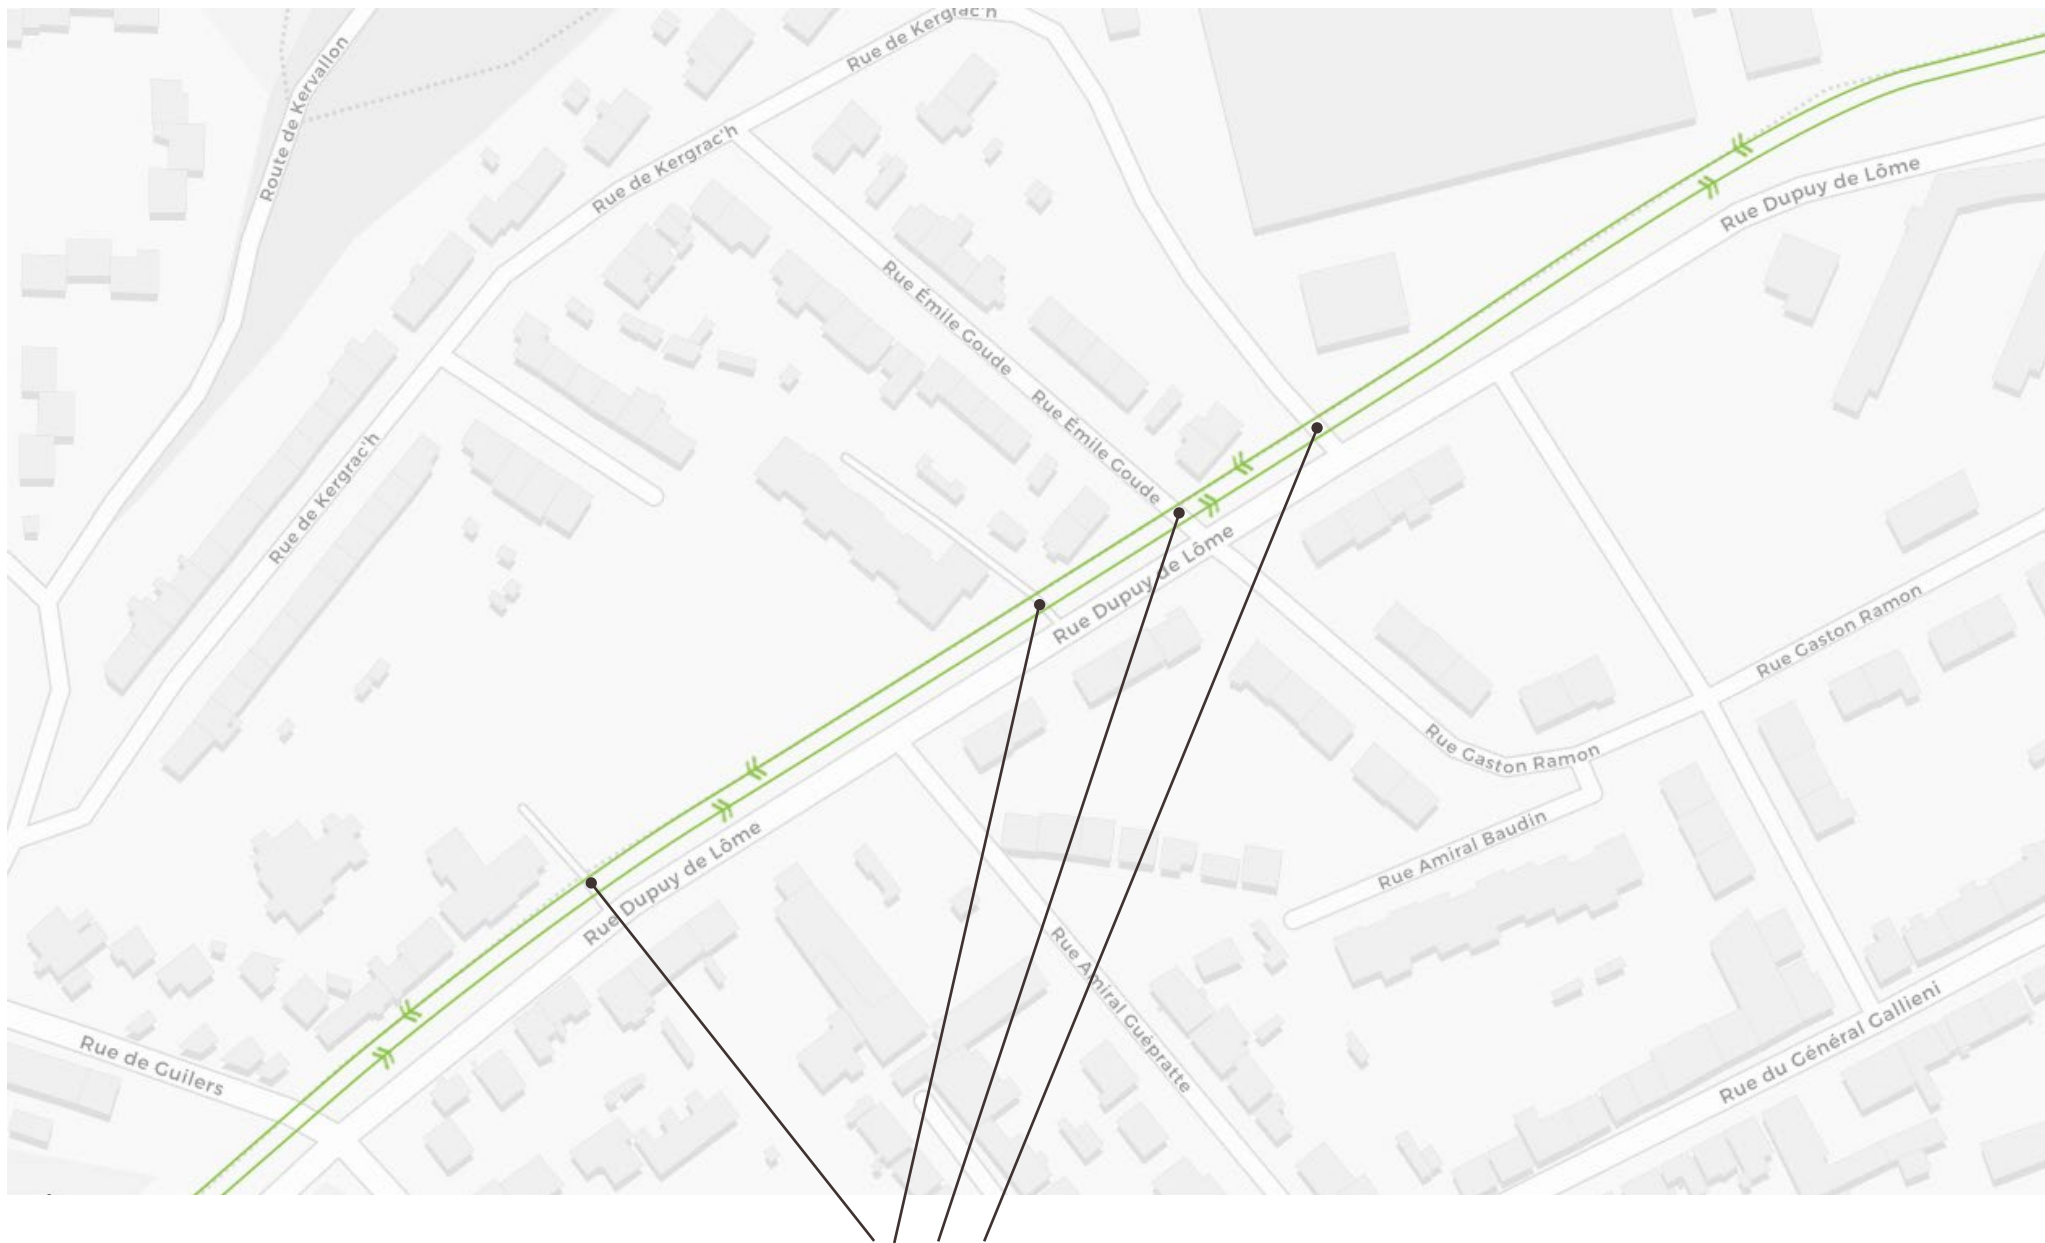 Rue de Kergrac'h
Route de Kervallon
Rue de Kergrac'h
Rue Dupuy de Lôme
Rue Émile Goude
Rue Émile Goude
Rue de Kergrac'h
Rue Dupuy de Lôme
Rue Gaston Ramon
Rue Gaston Ramon
Rue Amiral Baudin
Rue Dupuy de Lôme
Rue Amiral Guépratte
Rue de Guilers
Rue du Général Gallieni